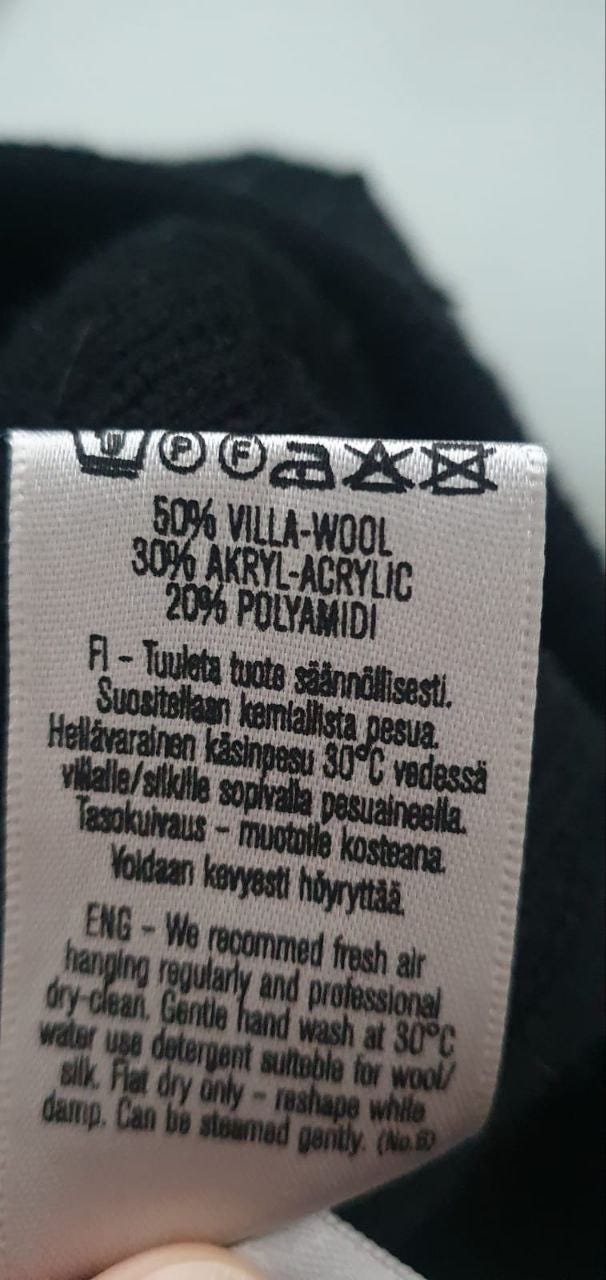 P F
50% VILLA-WOOL
30% AKRYL-ACRYLIC
20% POLYAMIDI
FI - Tuuleta tuote säännöllisesti.
Suositellaan kemiallista pesua.
Hellävarainen käsinpesu 30°C vedessä
villalle/silkille sopivalla pesuaineella.
Tasokuivaus - muotoile kosteana.
Voidaan kevyesti höyryttää.
ENG - We recommed fresh air
hanging regularly and professional
dry-clean. Gentle hand wash at 30°C
water use detergent suiteble for wool/
silk. Flat dry only - reshape while
damp. Can be steamed gently. (No.6)